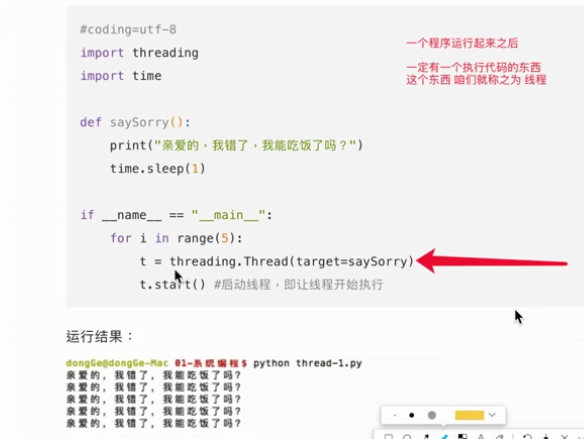 #coding=utf-8
import threading
import time
def saySorry():
print("亲爱的，我错了，我能吃饭了吗？")
time.sleep(1)
if __name__ == "__main__":
for i in range(5):
t = threading.Thread(target=saySorry)
t.start() #启动线程，即让线程开始执行
一个程序运行起来之后
一定有一个执行代码的东西
这个东西 咱们就称之为 线程
运行结果：
dongGe@dongGe-Mac 01-系统编程$ python thread-1.py
亲爱的，我错了，我能吃饭了吗？
亲爱的，我错了，我能吃饭了吗？
亲爱的，我错了，我能吃饭了吗？
亲爱的，我错了，我能吃饭了吗？
亲爱的，我错了，我能吃饭了吗？